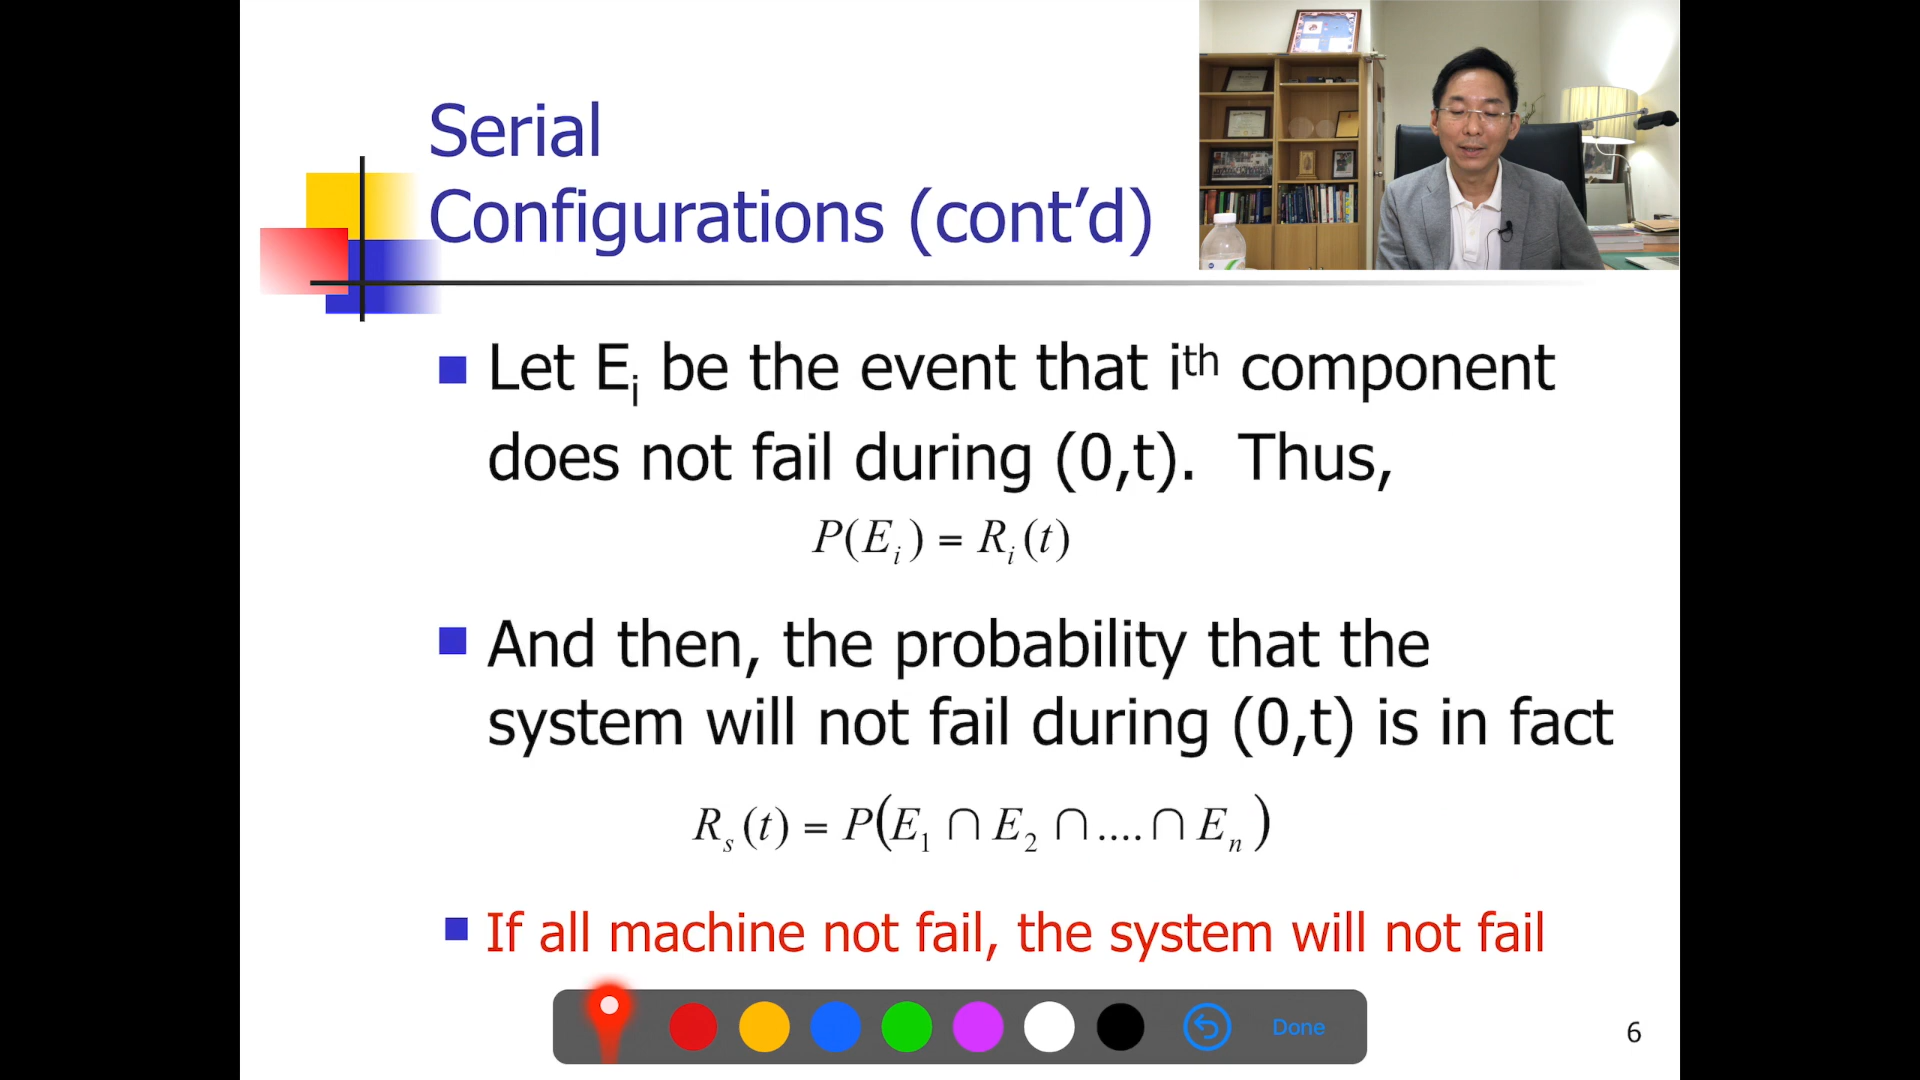 Serial
Configurations (cont’d)
Let Eᵢ be the event that iᵗʰ component
does not fail during (0,t).  Thus,
P(Eᵢ) = Rᵢ(t)
And then, the probability that the
system will not fail during (0,t) is in fact
Rₛ(t) = P(E₁ ∩ E₂ ∩ .... ∩ Eₙ)
If all machine not fail, the system will not fail
Done
6